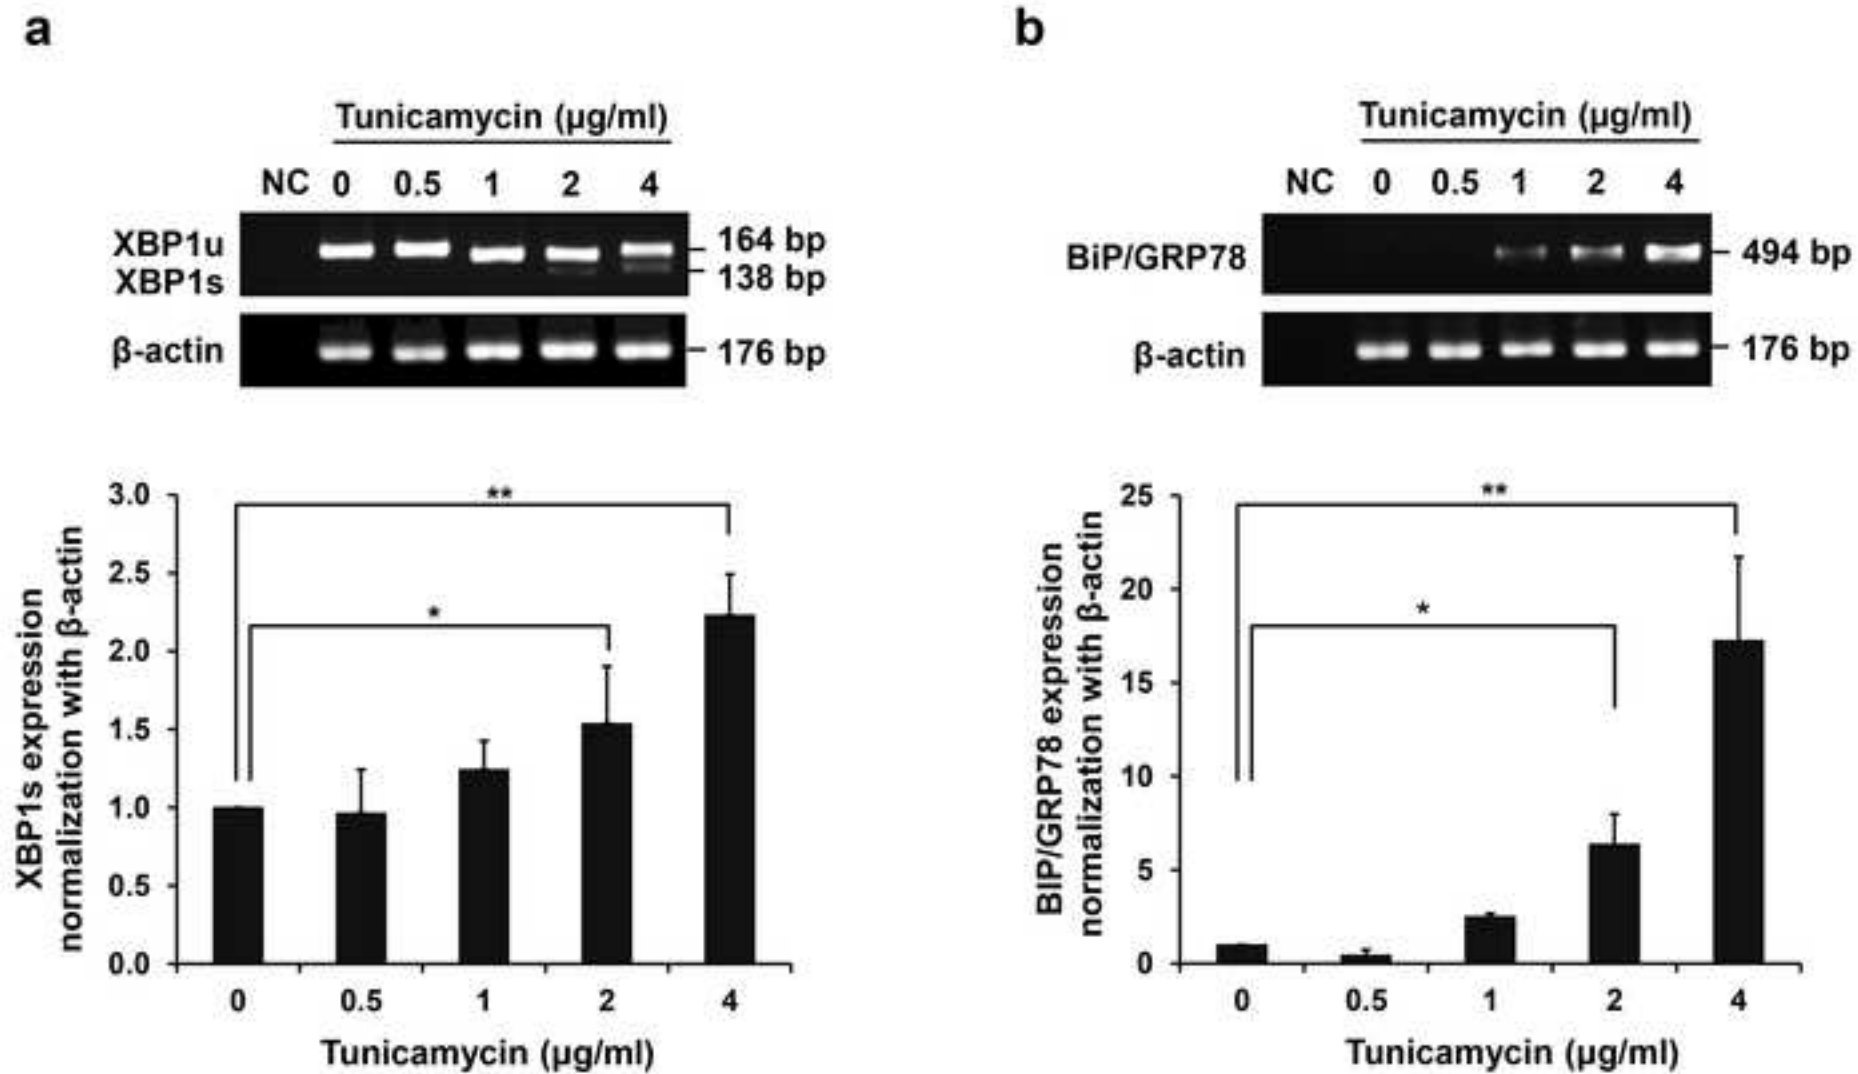 a
Tunicamycin (µg/ml)
NC 0 0.5 1 2 4
XBP1u
XBP1s
164 bp
138 bp
β-actin
176 bp
XBP1s expression
normalization with β-actin
3.0
2.5
2.0
1.5
1.0
0.5
0.0
**
*
0 0.5 1 2 4
Tunicamycin (µg/ml)
b
Tunicamycin (µg/ml)
NC 0 0.5 1 2 4
BiP/GRP78
494 bp
β-actin
176 bp
BIP/GRP78 expression
normalization with β-actin
25
20
15
10
5
0
**
*
0 0.5 1 2 4
Tunicamycin (µg/ml)